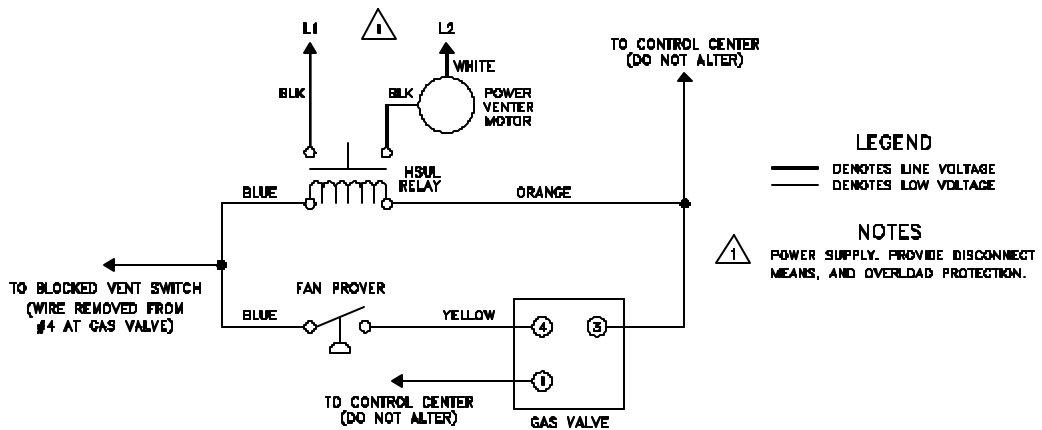 L1
1
L2
WHITE
BLK
BLK
POWER
VENTER
MOTOR
TO CONTROL CENTER
(DO NOT ALTER)
HSUL
RELAY
BLUE
ORANGE
LEGEND
DENOTES LINE VOLTAGE
DENOTES LOW VOLTAGE
NOTES
1
POWER SUPPLY. PROVIDE DISCONNECT
MEANS, AND OVERLOAD PROTECTION.
TO BLOCKED VENT SWITCH
(WIRE REMOVED FROM
#4 AT GAS VALVE)
FAN PROVER
BLUE
YELLOW
4
3
1
TO CONTROL CENTER
(DO NOT ALTER)
GAS VALVE